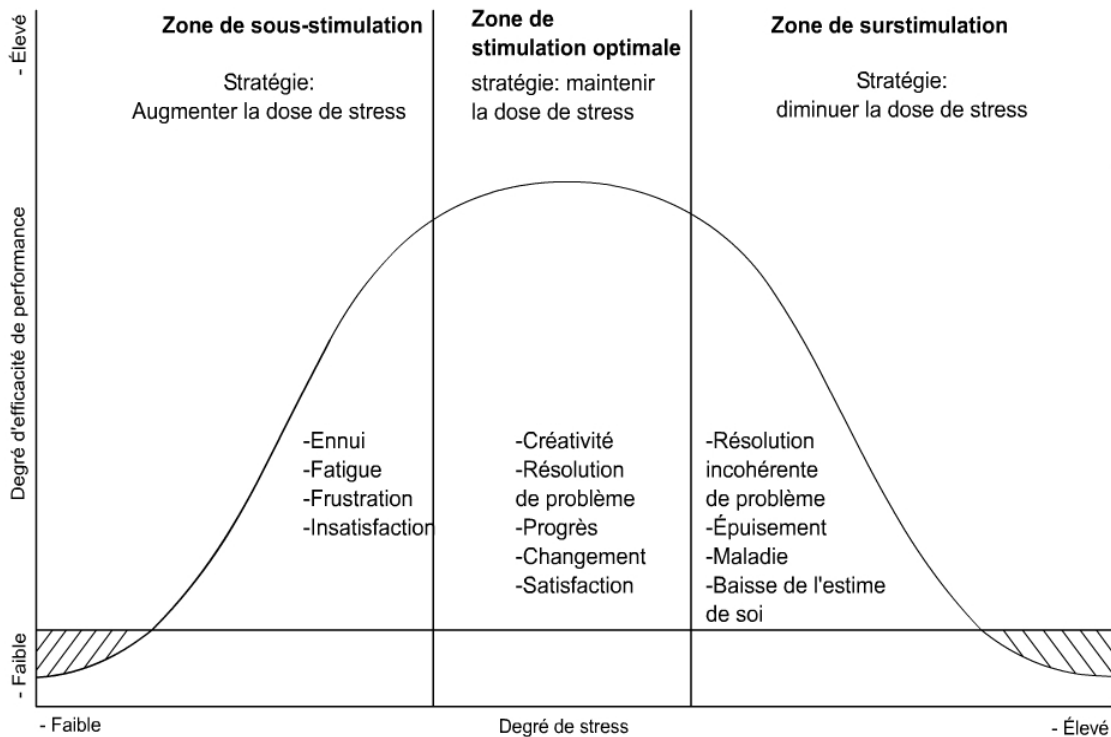 Zone de sous-stimulation
Stratégie:
Augmenter la dose de stress
Zone de
stimulation optimale
stratégie: maintenir
la dose de stress
Zone de surstimulation
Stratégie:
diminuer la dose de stress
- Élevé
Degré d'efficacité de performance
- Faible
-Ennui
-Fatigue
-Frustration
-Insatisfaction
-Créativité
-Résolution
de problème
-Progrès
-Changement
-Satisfaction
-Résolution
incohérente
de problème
-Épuisement
-Maladie
-Baisse de l'estime
de soi
- Faible
Degré de stress
- Élevé